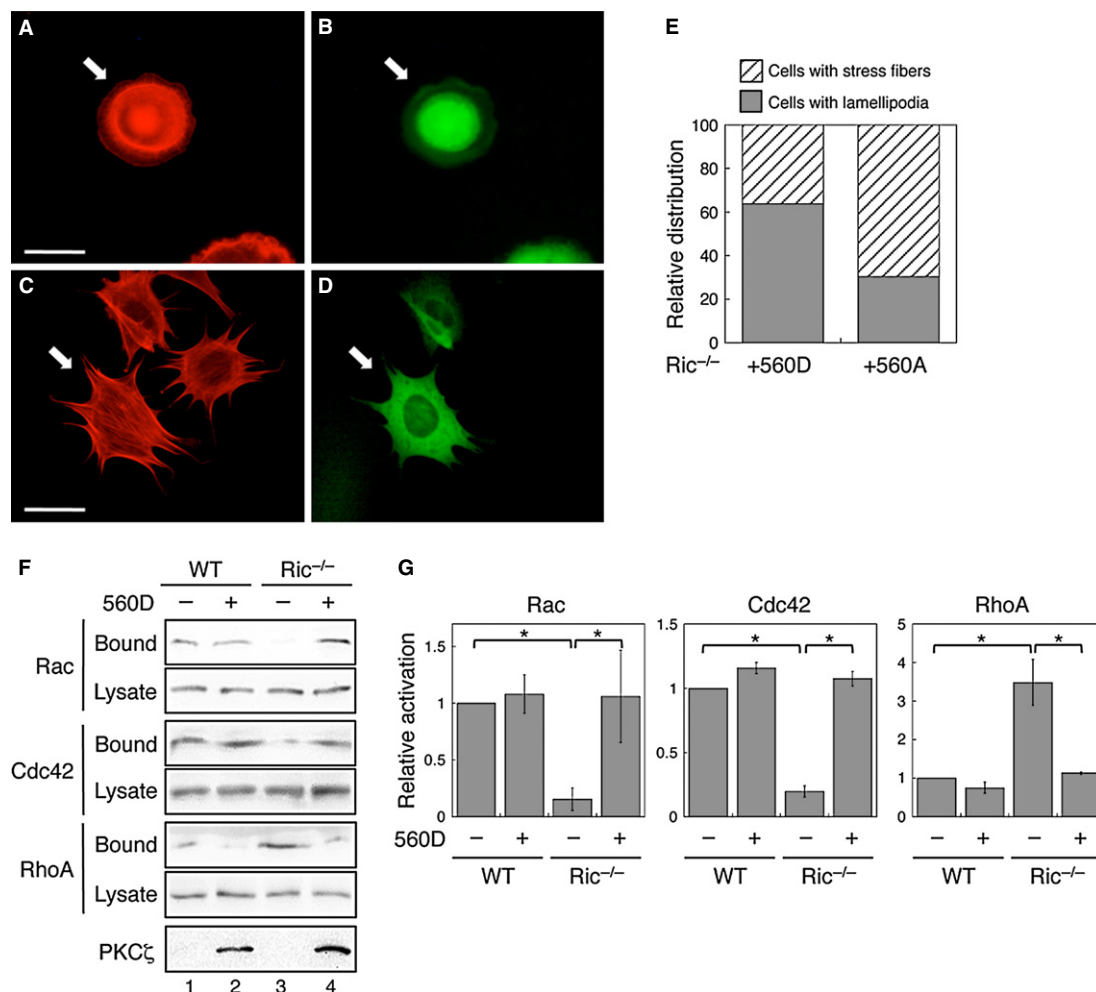 A
B
C
D
E
Cells with stress fibers
Cells with lamellipodia
100
80
60
40
20
0
Relative distribution
Ric–/– +560D +560A
F
WT Ric–/–
560D – + – +
Rac
Bound
Lysate
Cdc42
Bound
Lysate
RhoA
Bound
Lysate
PKCζ
1 2 3 4
G
Relative activation
Rac
1.5
1
0.5
0
* *
560D – + – +
WT Ric–/–
Cdc42
1.5
1
0.5
0
* *
– + – +
WT Ric–/–
RhoA
5
4
3
2
1
0
* *
– + – +
WT Ric–/–